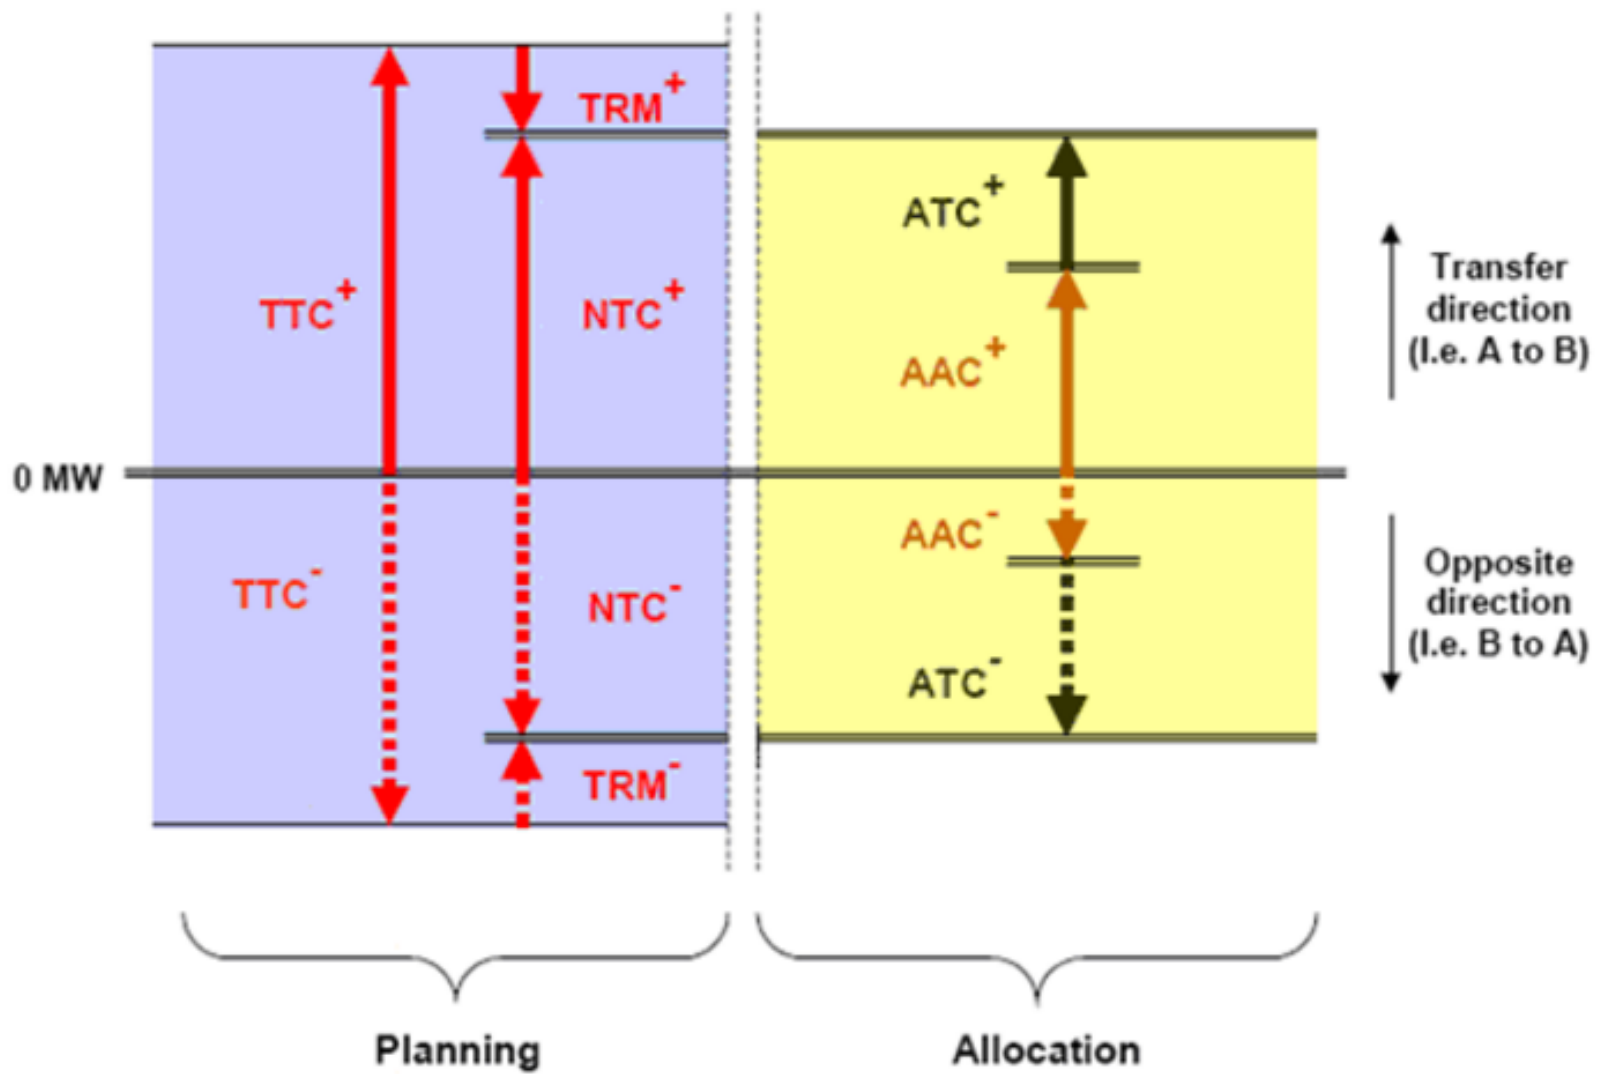 TRM+
ATC+
TTC+
NTC+
Transfer
direction
(I.e. A to B)
AAC+
0 MW
AAC-
TTC-
NTC-
Opposite
direction
(I.e. B to A)
ATC-
TRM-
Planning
Allocation